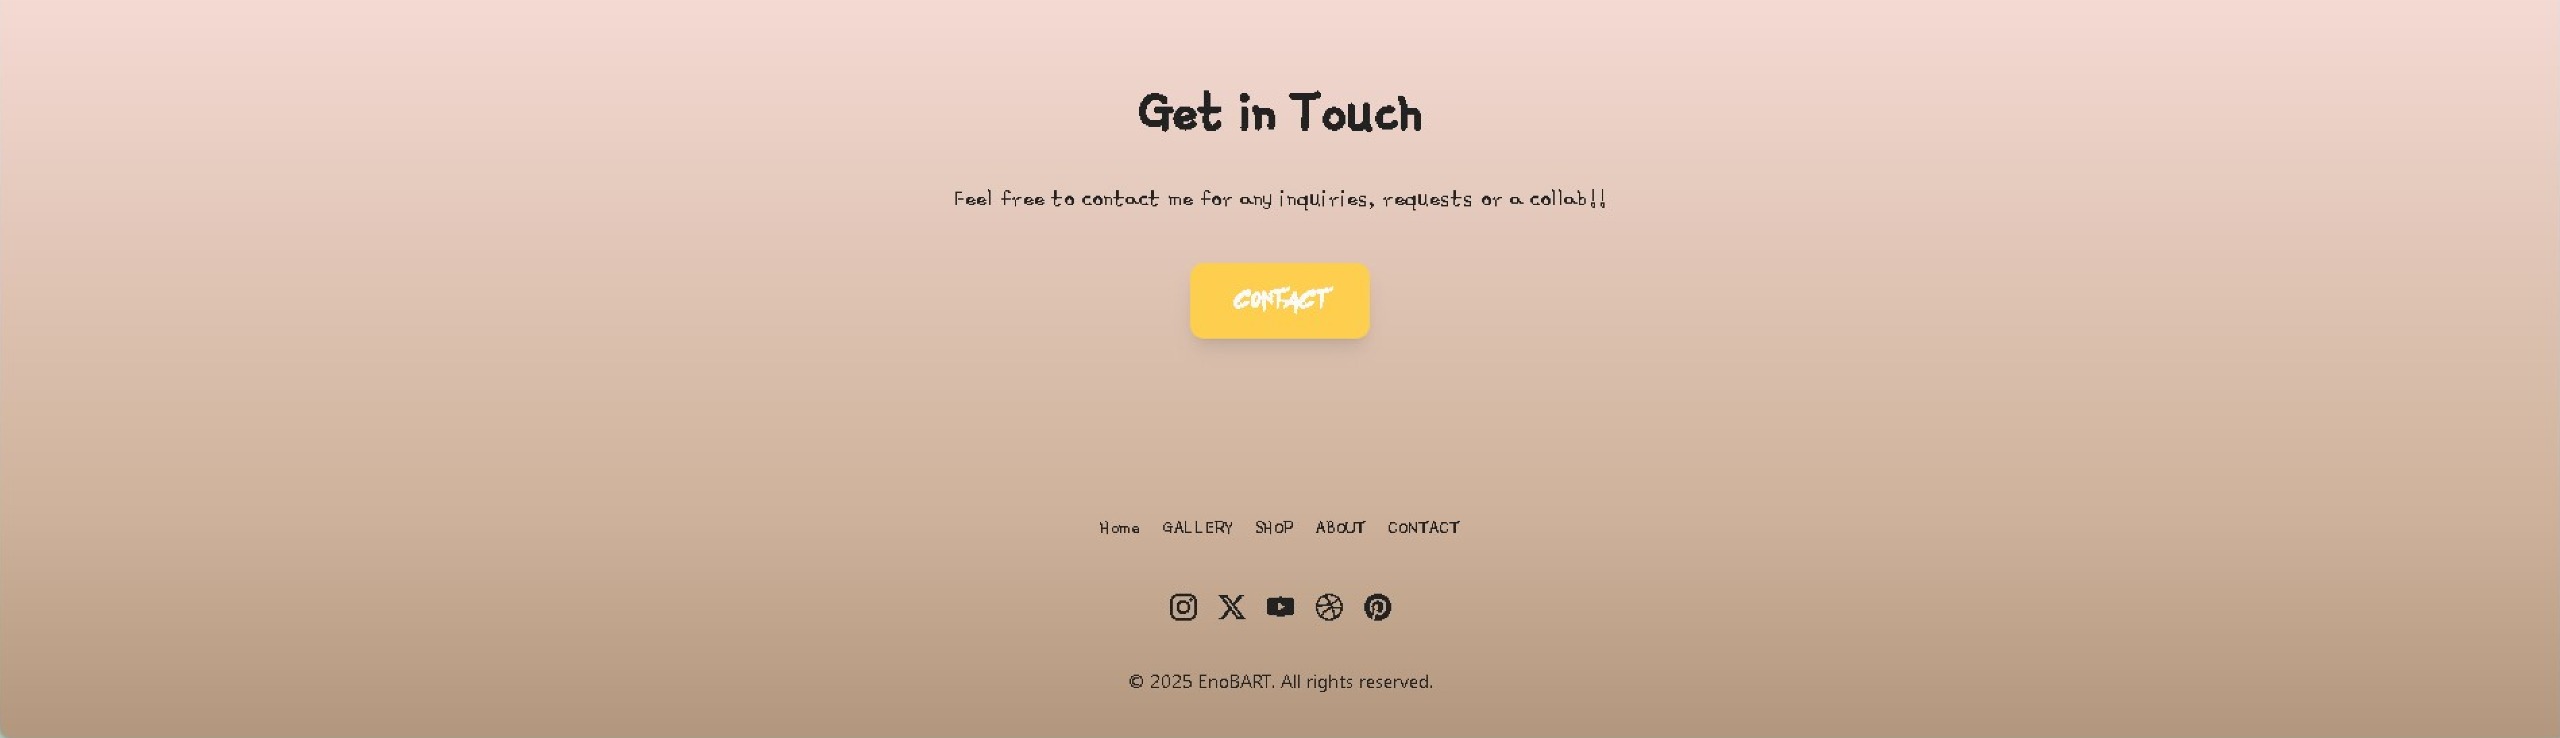 Get in Touch
Feel free to contact me for any inquiries, requests or a collab!!
CONTACT
Home GALLERY SHOP ABOUT CONTACT
© 2025 EnoBART. All rights reserved.